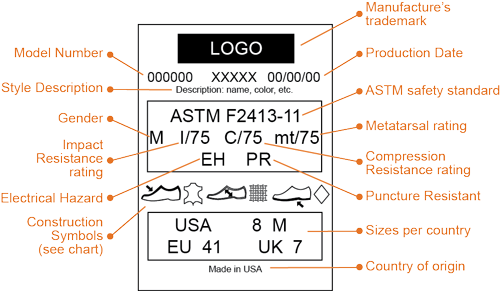 Manufacture's
trademark
LOGO
Model Number
Production Date
000000 XXXXX 00/00/00
Style Description
Description: name, color, etc.
ASTM safety standard
ASTM F2413-11
Gender
M I/75 C/75 mt/75
Metatarsal rating
Impact
Resistance
rating
Compression
Resistance rating
EH PR
Electrical Hazard
Puncture Resistant
Construction
Symbols
(see chart)
USA 8 M
Sizes per country
EU 41 UK 7
Made in USA
Country of origin